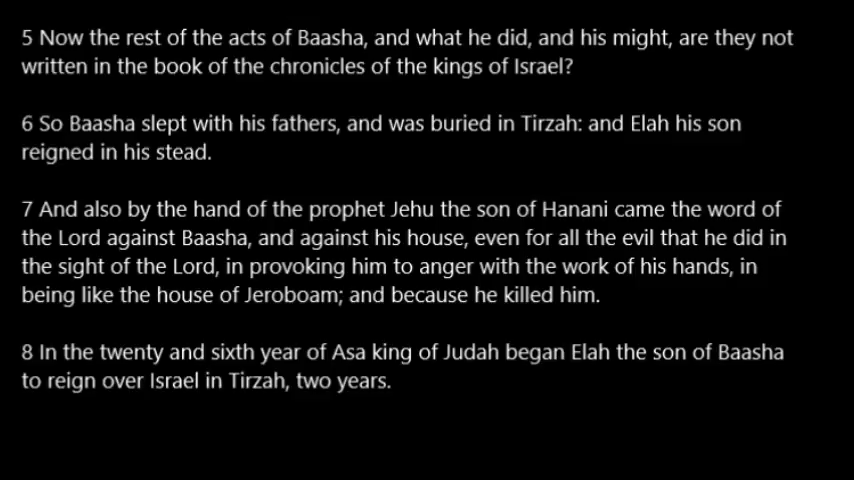 5 Now the rest of the acts of Baasha, and what he did, and his might, are they not
written in the book of the chronicles of the kings of Israel?
6 So Baasha slept with his fathers, and was buried in Tirzah: and Elah his son
reigned in his stead.
7 And also by the hand of the prophet Jehu the son of Hanani came the word of
the Lord against Baasha, and against his house, even for all the evil that he did in
the sight of the Lord, in provoking him to anger with the work of his hands, in
being like the house of Jeroboam; and because he killed him.
8 In the twenty and sixth year of Asa king of Judah began Elah the son of Baasha
to reign over Israel in Tirzah, two years.